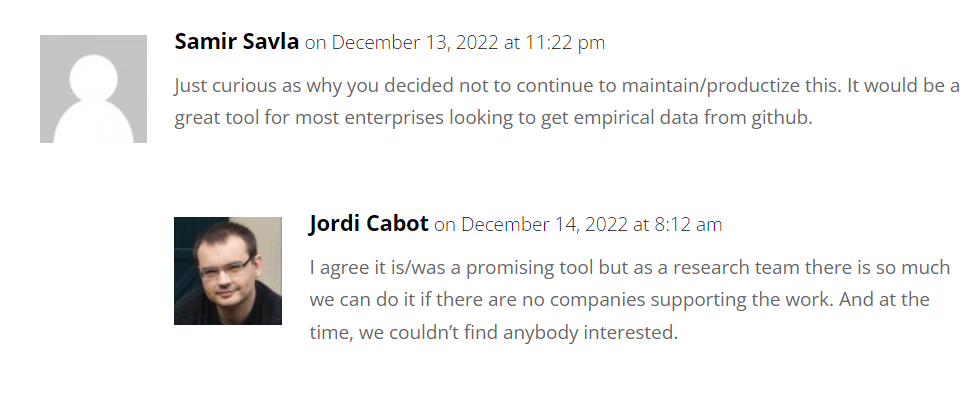 Samir Savla on December 13, 2022 at 11:22 pm
Just curious as why you decided not to continue to maintain/productize this. It would be a
great tool for most enterprises looking to get empirical data from github.
Jordi Cabot on December 14, 2022 at 8:12 am
I agree it is/was a promising tool but as a research team there is so much
we can do it if there are no companies supporting the work. And at the
time, we couldn’t find anybody interested.